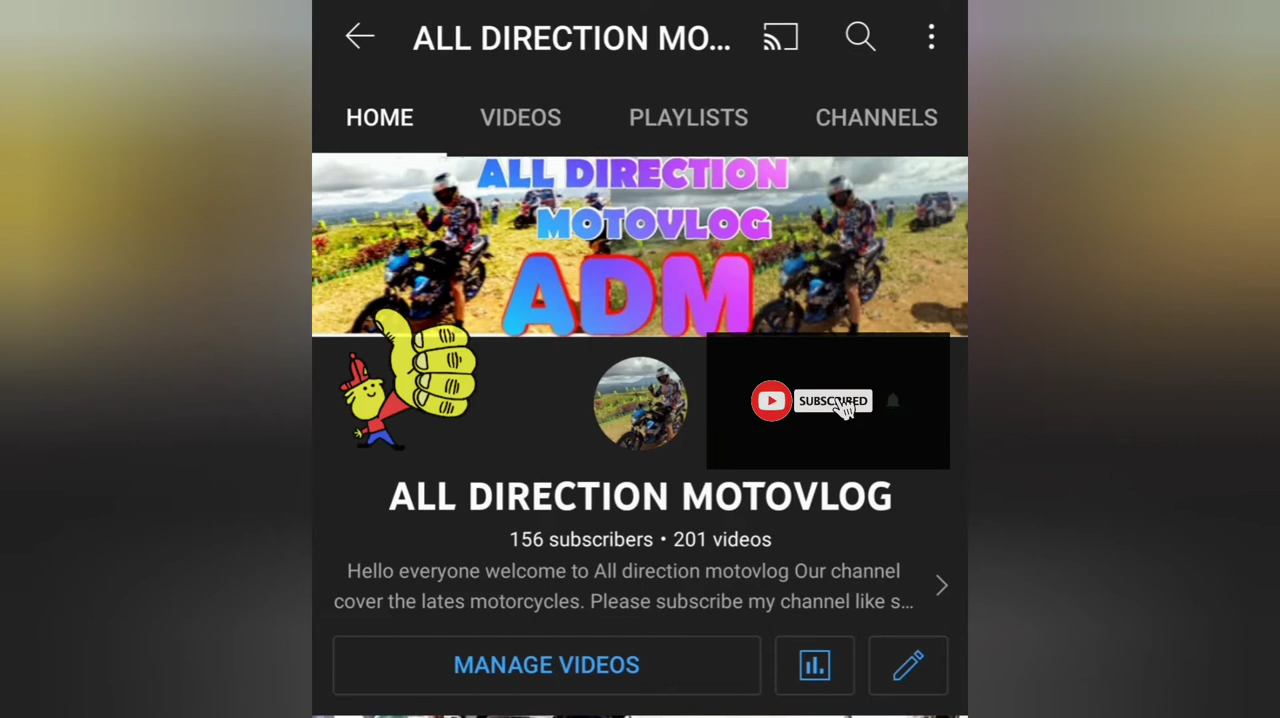 ALL DIRECTION MO...
HOME VIDEOS PLAYLISTS CHANNELS
ALL DIRECTION
MOTOVLOG
ADM
SUBSCRIBED
ALL DIRECTION MOTOVLOG
156 subscribers • 201 videos
Hello everyone welcome to All direction motovlog Our channel
cover the lates motorcycles. Please subscribe my channel like s...
MANAGE VIDEOS